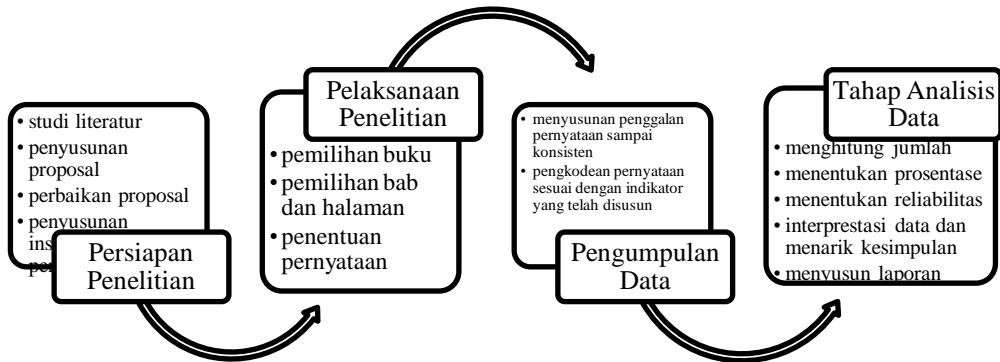 • studi literatur
• penyusunan
proposal
• perbaikan proposal
• penyusunan
Persiapan
Penelitian
Pelaksanaan
Penelitian
• pemilihan buku
• pemilihan bab
dan halaman
• penentuan
pernyataan
• menyusunan penggalan
pernyataan sampai
konsisten
• pengkodean pernyataan
sesuai dengan indikator
yang telah disusun
Pengumpulan
Data
Tahap Analisis
Data
• menghitung jumlah
• menentukan prosentase
• menentukan reliabilitas
• interprestasi data dan
menarik kesimpulan
• menyusun laporan